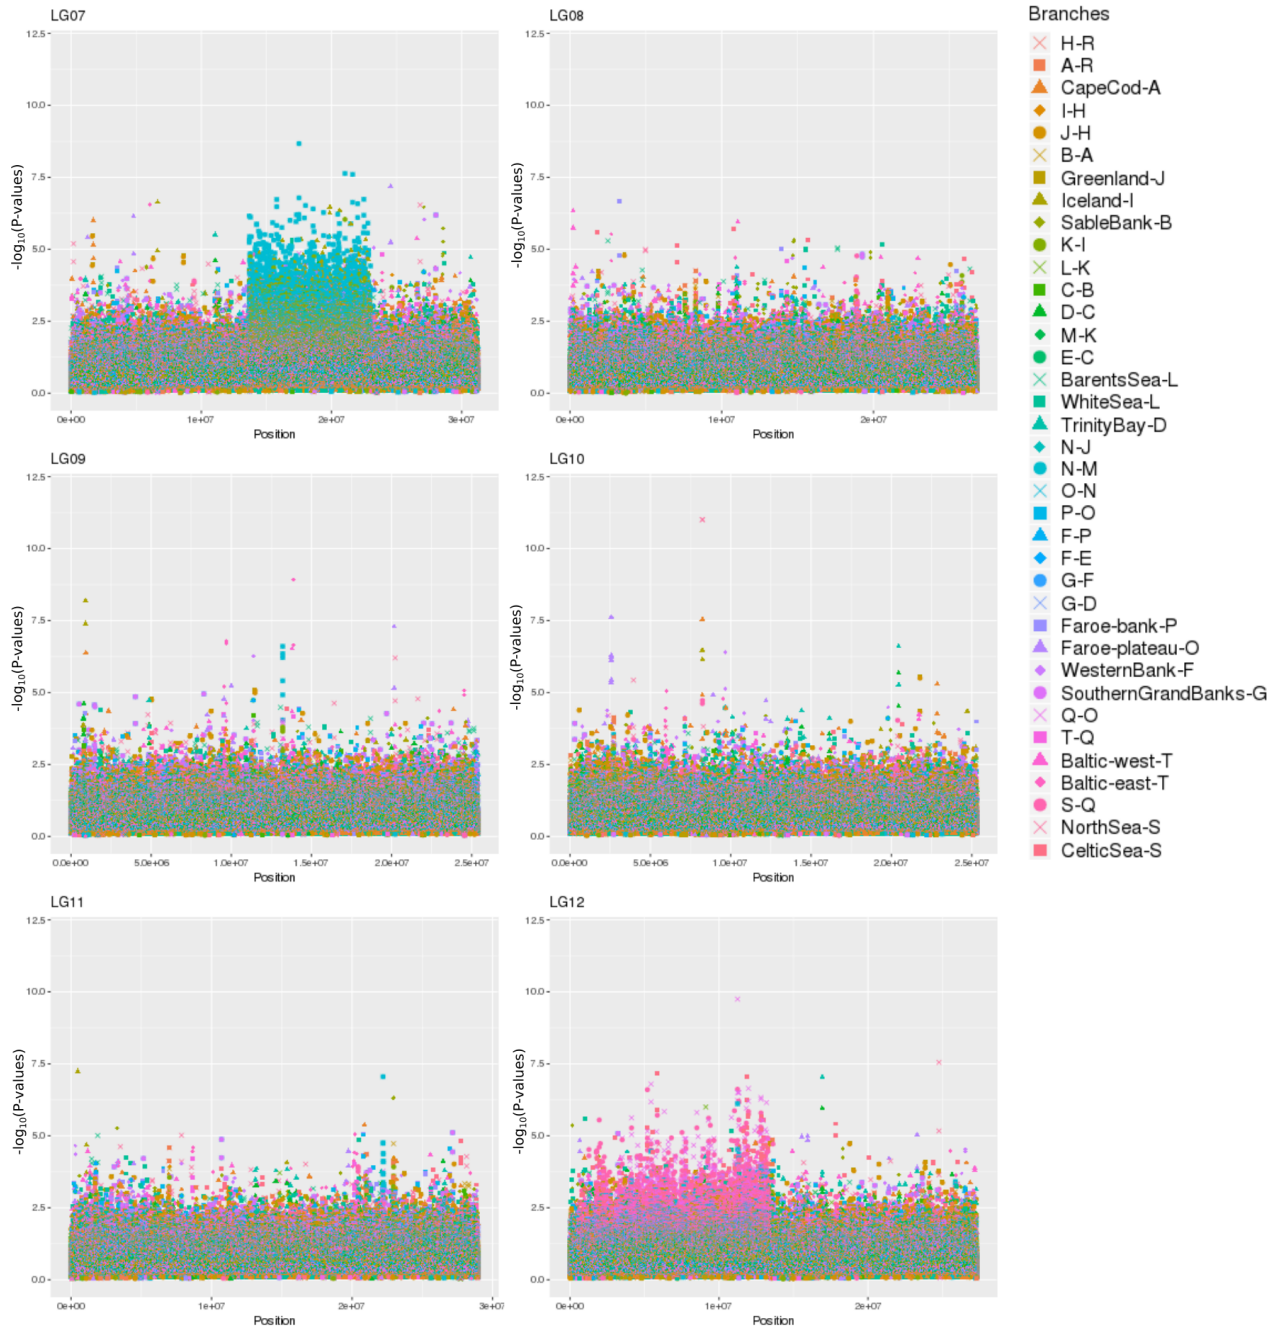 LG07
12.5
10.0
7.5
5.0
2.5
0.0
-log10(P-values)
0e+00 1e+07 2e+07 3e+07
Position
LG08
12.5
10.0
7.5
5.0
2.5
0.0
-log10(P-values)
0e+00 1e+07 2e+07
Position
LG09
12.5
10.0
7.5
5.0
2.5
0.0
-log10(P-values)
0.0e+00 5.0e+06 1.0e+07 1.5e+07 2.0e+07 2.5e+07
Position
LG10
12.5
10.0
7.5
5.0
2.5
0.0
-log10(P-values)
0.0e+00 5.0e+06 1.0e+07 1.5e+07 2.0e+07 2.5e+07
Position
LG11
12.5
10.0
7.5
5.0
2.5
0.0
-log10(P-values)
0e+00 1e+07 2e+07 3e+07
Position
LG12
12.5
10.0
7.5
5.0
2.5
0.0
-log10(P-values)
0e+00 1e+07 2e+07
Position
Branches
H-R
A-R
CapeCod-A
I-H
J-H
B-A
Greenland-J
Iceland-I
SableBank-B
K-I
L-K
C-B
D-C
M-K
E-C
BarentsSea-L
WhiteSea-L
TrinityBay-D
N-J
N-M
O-N
P-O
F-P
F-E
G-F
G-D
Faroe-bank-P
Faroe-plateau-O
WesternBank-F
SouthernGrandBanks-G
Q-O
T-Q
Baltic-west-T
Baltic-east-T
S-Q
NorthSea-S
CelticSea-S